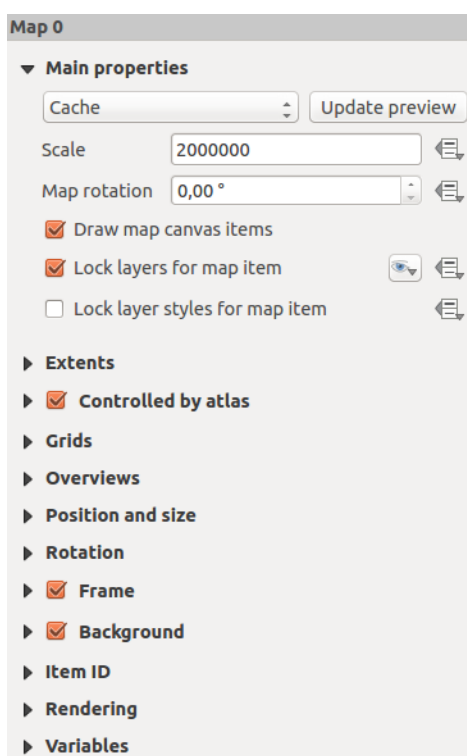 Map 0
Main properties
Cache Update preview
Scale 2000000
Map rotation 0,00 °
Draw map canvas items
Lock layers for map item
Lock layer styles for map item
Extents
Controlled by atlas
Grids
Overviews
Position and size
Rotation
Frame
Background
Item ID
Rendering
Variables